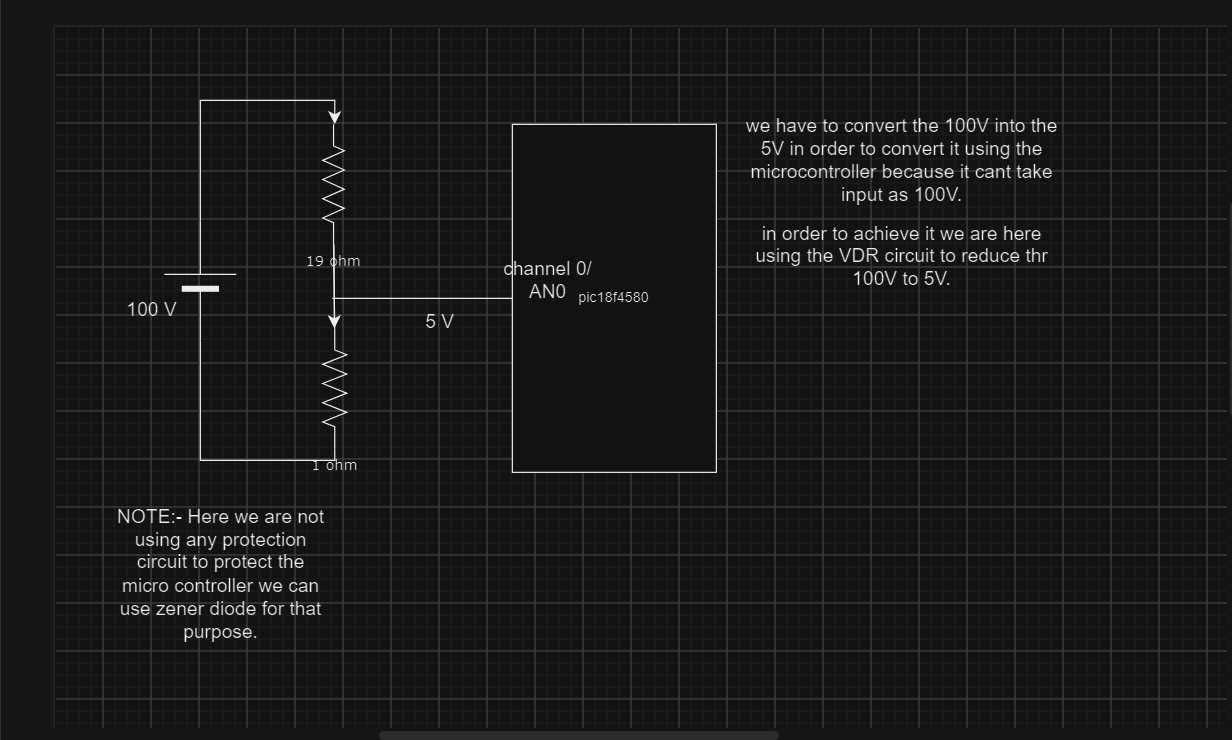 we have to convert the 100V into the
5V in order to convert it using the
microcontroller because it cant take
input as 100V.
in order to achieve it we are here
using the VDR circuit to reduce thr
100V to 5V.
19 ohm
channel 0/
AN0
pic18f4580
100 V
5 V
1 ohm
NOTE:- Here we are not
using any protection
circuit to protect the
micro controller we can
use zener diode for that
purpose.